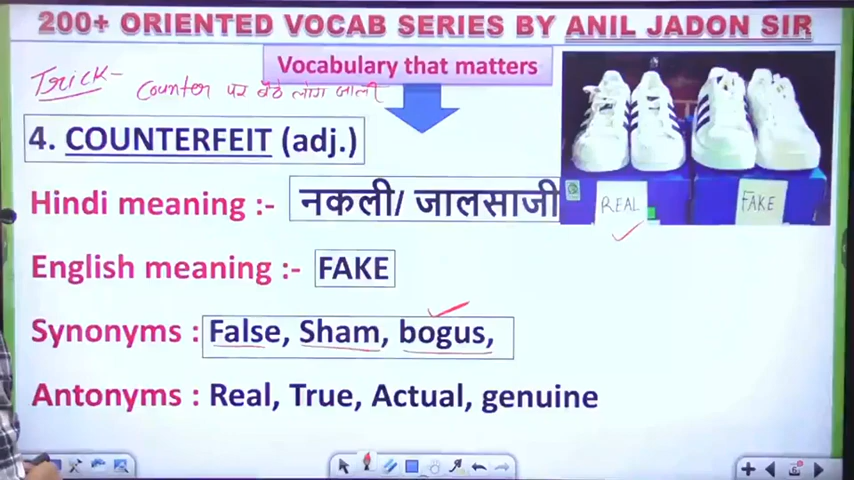 200+ ORIENTED VOCAB SERIES BY ANIL JADON SIR
Vocabulary that matters
Trick-
Counter पर बैठे लोग जाली
4. COUNTERFEIT (adj.)
Hindi meaning :- नकली/ जालसाजी
REAL
FAKE
English meaning :- FAKE
Synonyms : False, Sham, bogus,
Antonyms : Real, True, Actual, genuine